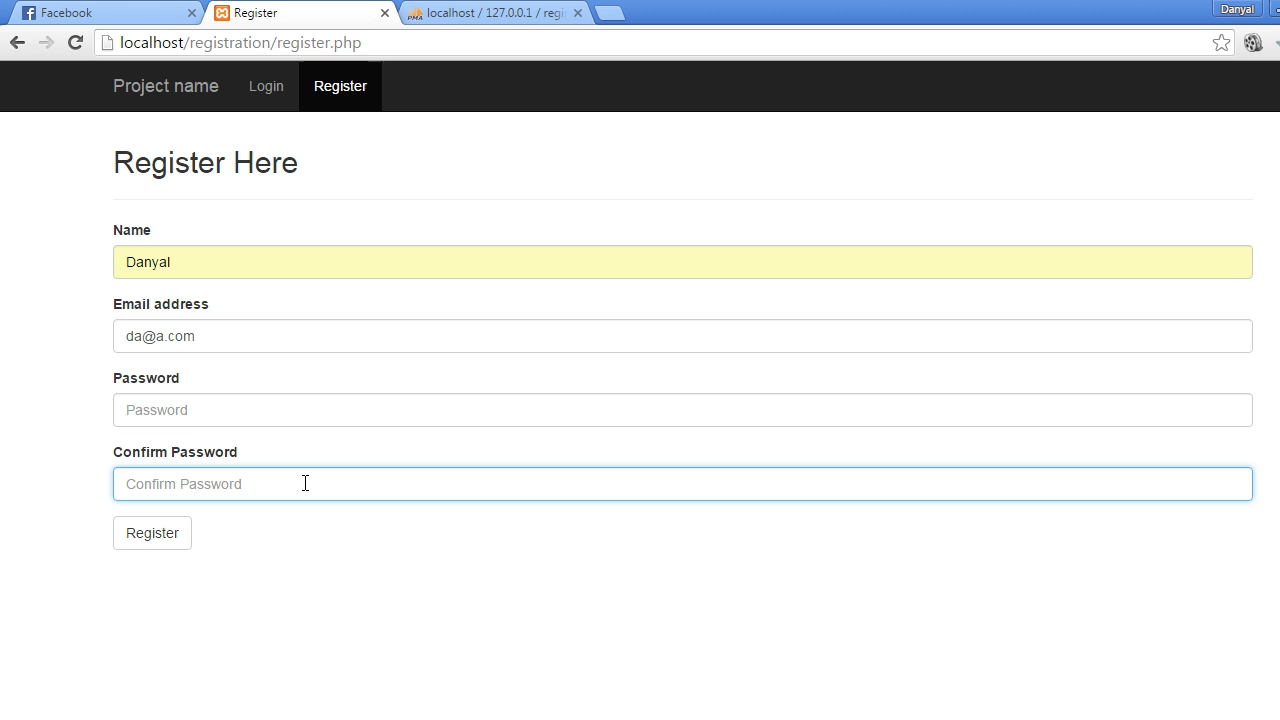 Facebook
Register
localhost / 127.0.0.1 / regi
Danyal
localhost/registration/register.php
Project name
Login
Register
Register Here
Name
Danyal
Email address
da@a.com
Password
Password
Confirm Password
Confirm Password
Register